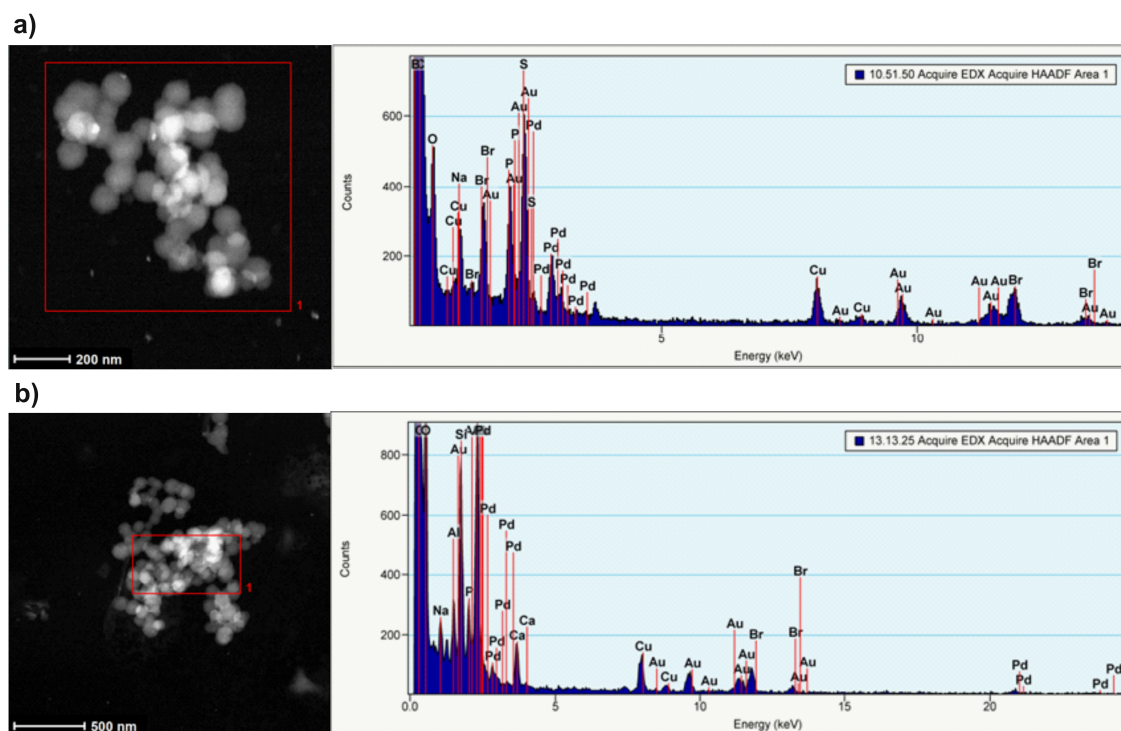 a)
10.51.50 Acquire EDX Acquire HAADF Area 1
S
Au
Au
Pd
600
P
O
Br
P
Na
Br
Au
400
Au
Counts
Cu
S
Cu
Pd
200
Pd
Cu
Br
Pd
Pd
Pd
Pd
Pd
Cu
Au
Cu
Au
Au
Au
Au
Au
Au
Br
Br
Br
Au
1
200 nm
5
10
Energy (keV)
b)
13.13.25 Acquire EDX Acquire HAADF Area 1
O
Pd
800
Si
Au
600
Al
Pd
Pd
Pd
Counts
400
P
Br
Na
Pd
Ca
200
Ca
Pd
Pd
Cu
Au
Cu
Au
Au
Au
Au
Au
Br
Br
Au
Au
Pd
Pd
Pd
Pd
1
500 nm
0.0
5
10
15
20
Energy (keV)